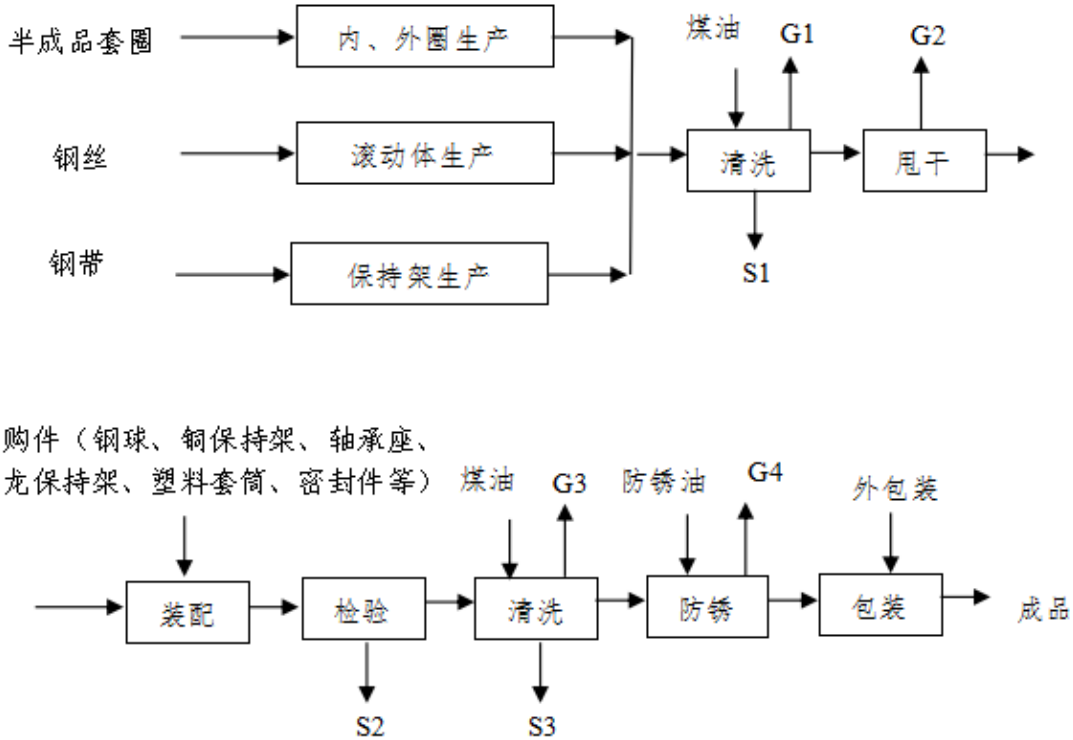 半成品套圈
内、外圈生产
煤油
G1
G2
钢丝
滚动体生产
清洗
甩干
钢带
保持架生产
S1
购件（钢球、铜保持架、轴承座、
龙保持架、塑料套筒、密封件等）
煤油
G3
防锈油
G4
外包装
装配
检验
清洗
防锈
包装
成品
S2
S3